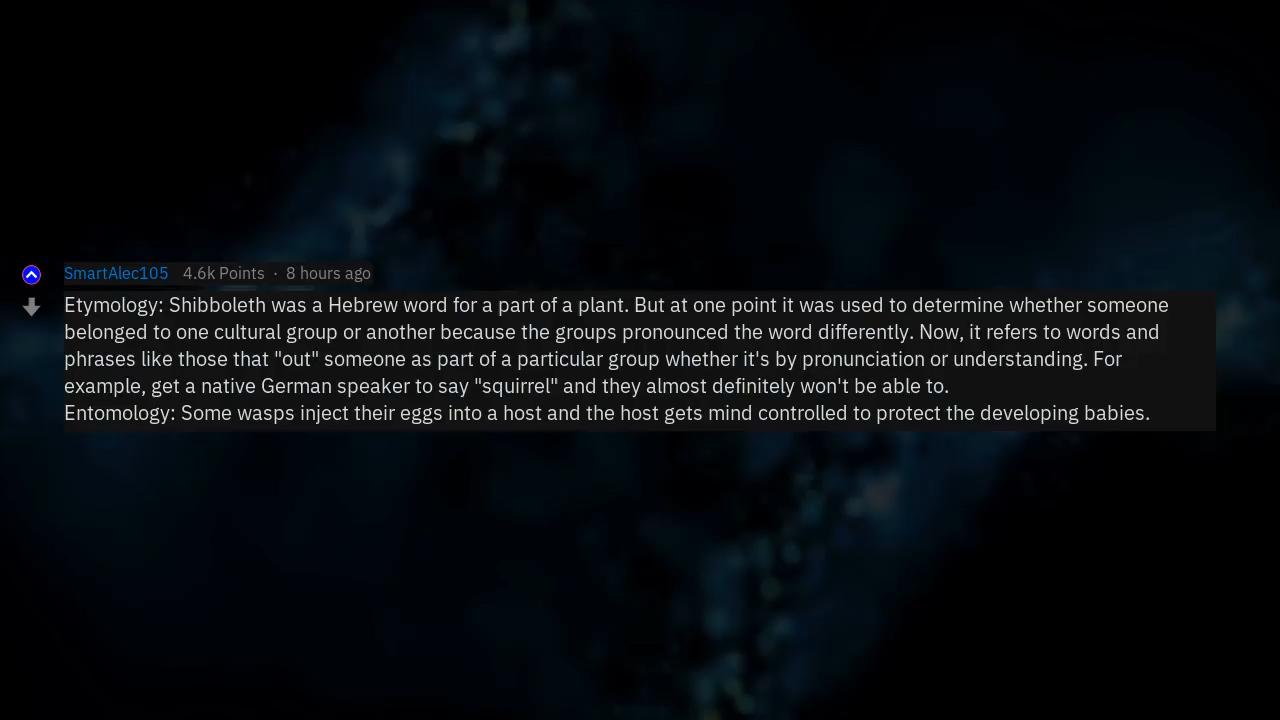 SmartAlec105 4.6k Points · 8 hours ago
Etymology: Shibboleth was a Hebrew word for a part of a plant. But at one point it was used to determine whether someone
belonged to one cultural group or another because the groups pronounced the word differently. Now, it refers to words and
phrases like those that "out" someone as part of a particular group whether it's by pronunciation or understanding. For
example, get a native German speaker to say "squirrel" and they almost definitely won't be able to.
Entomology: Some wasps inject their eggs into a host and the host gets mind controlled to protect the developing babies.